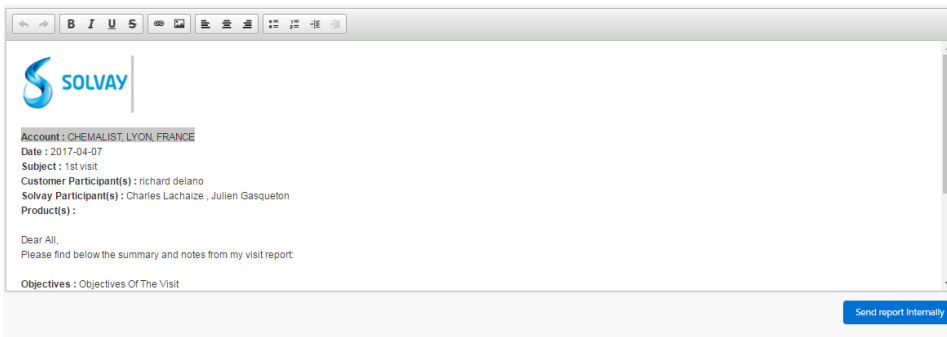 B I U S
SOLVAY
Account : CHEMALIST, LYON, FRANCE
Date : 2017-04-07
Subject : 1st visit
Customer Participant(s) : richard delano
Solvay Participant(s) : Charles Lachaize , Julien Gasqueton
Product(s) :
Dear All,
Please find below the summary and notes from my visit report:
Objectives : Objectives Of The Visit
Send report Internally